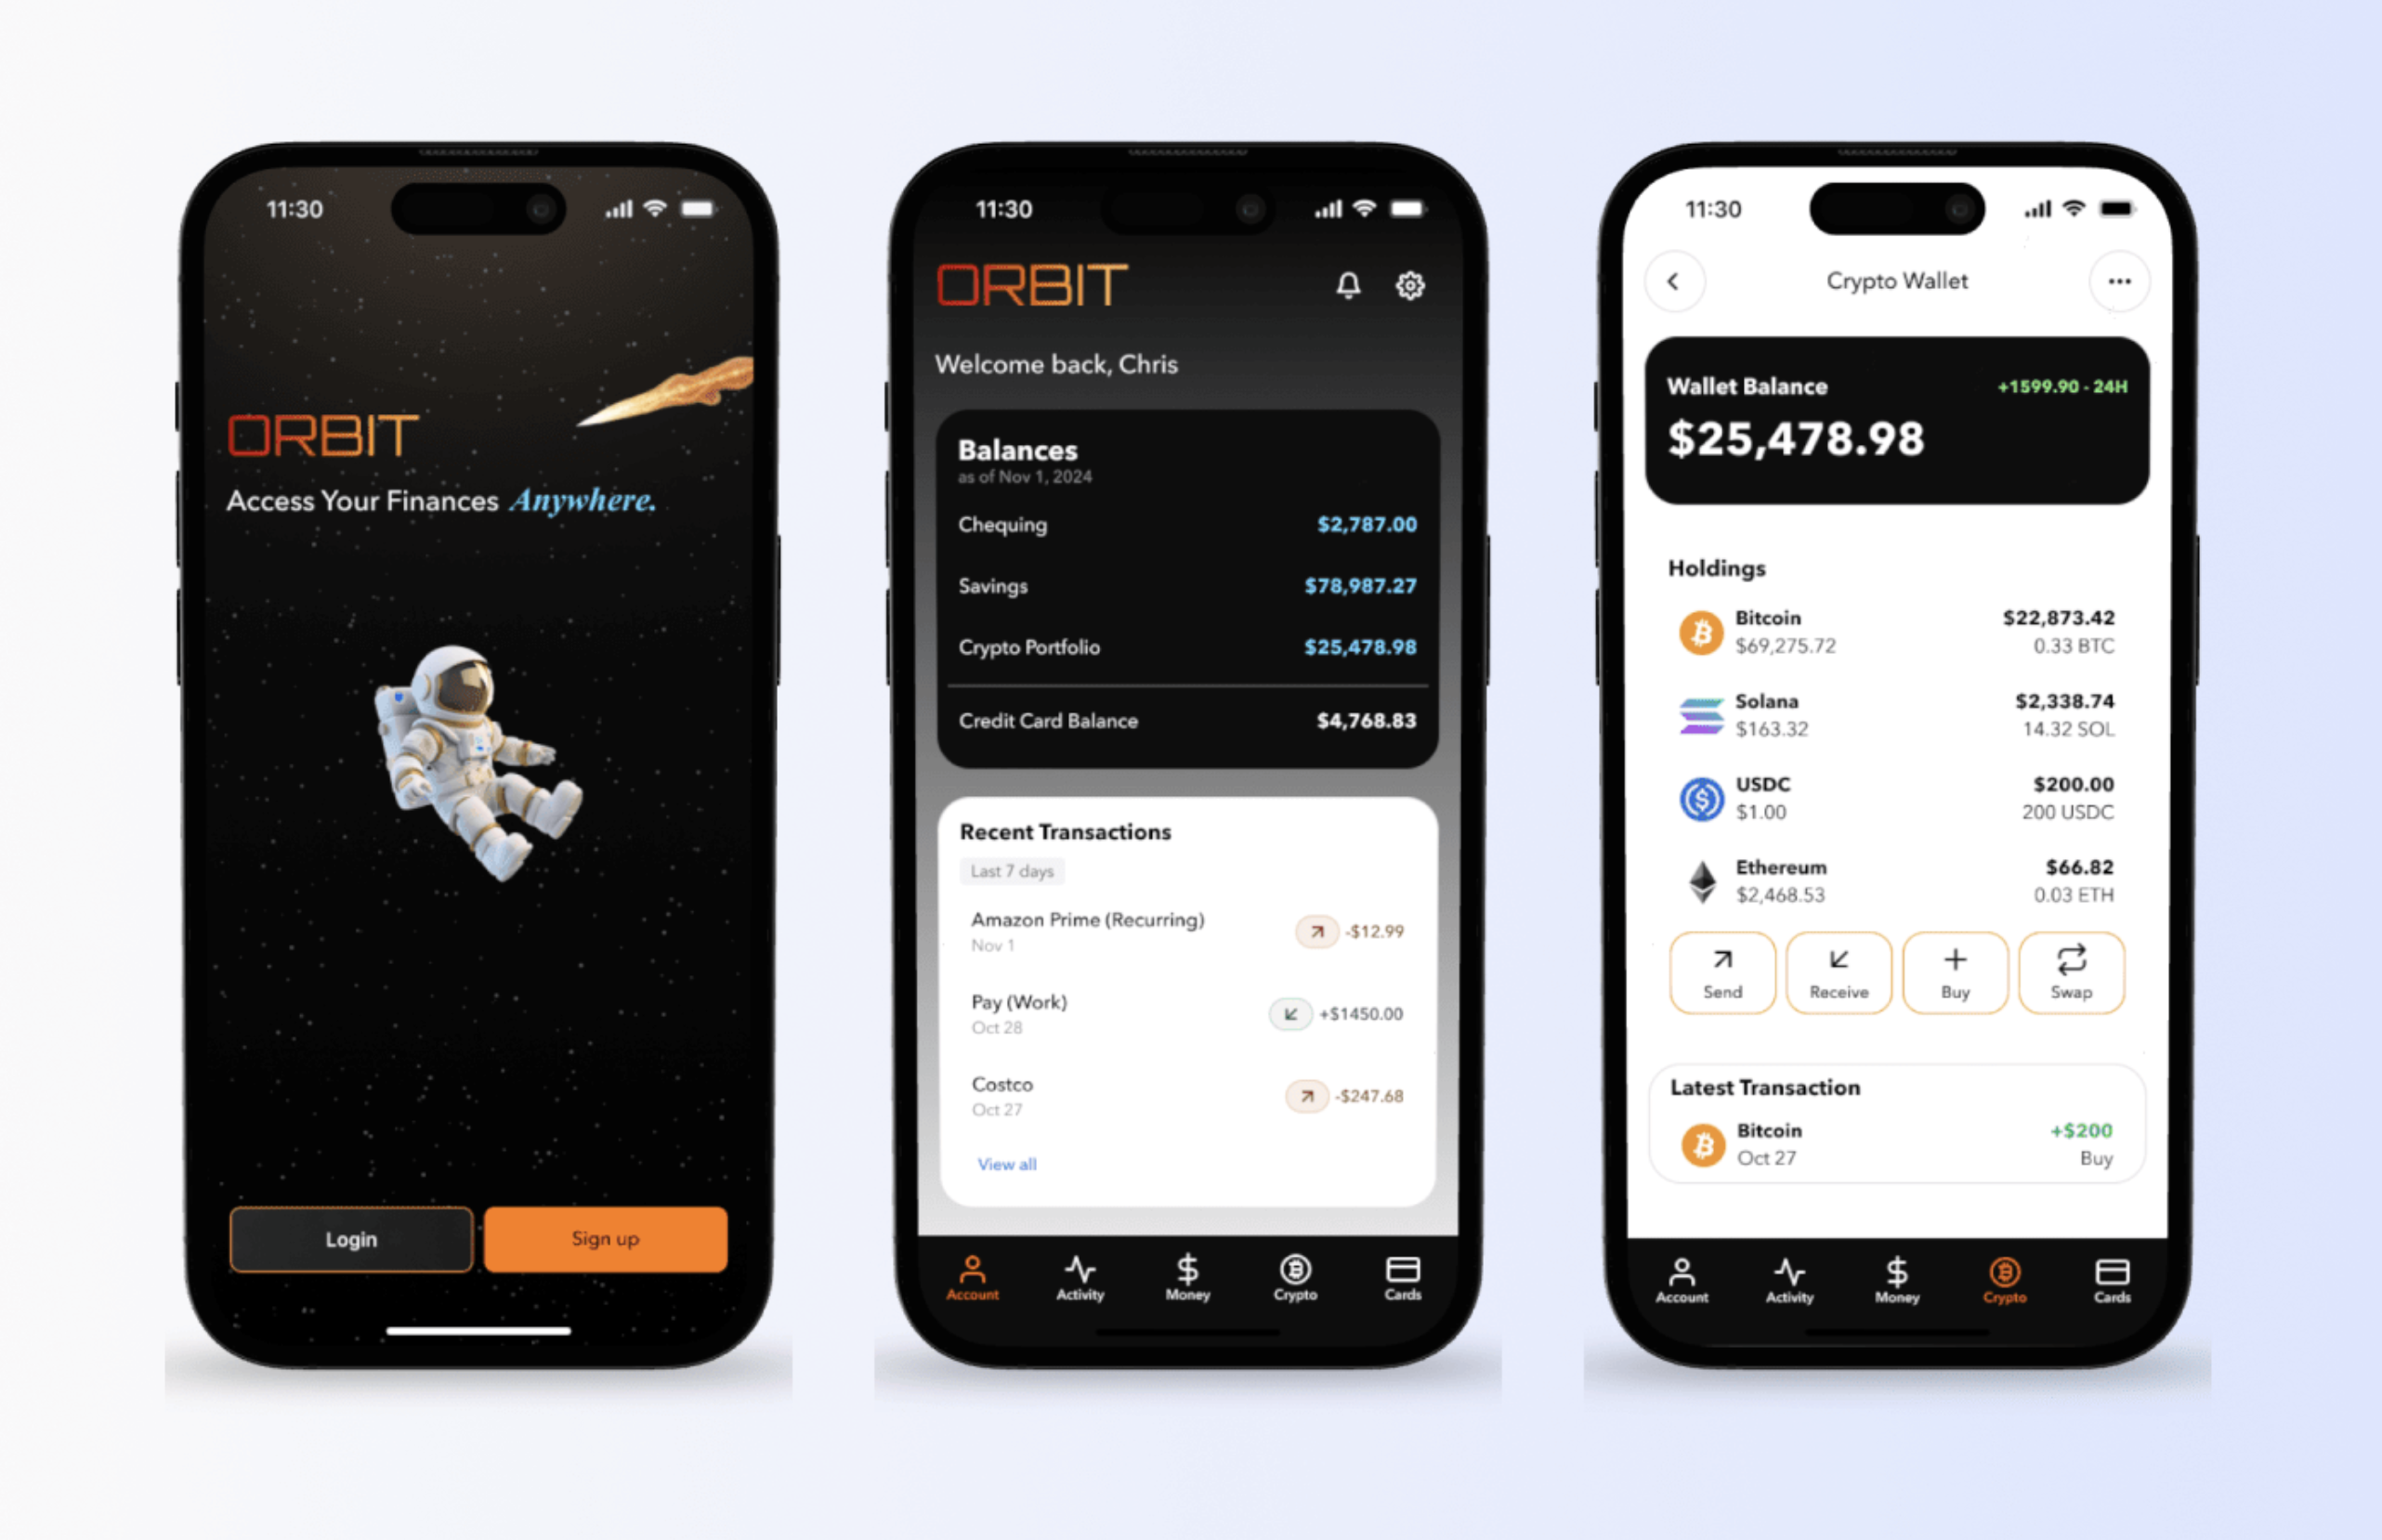 11:30
ORBIT
Access Your Finances Anywhere.
Login
Sign up
11:30
ORBIT
Welcome back, Chris
Balances
as of Nov 1, 2024
Chequing $2,787.00
Savings $78,987.27
Crypto Portfolio $25,478.98
Credit Card Balance $4,768.83
Recent Transactions
Last 7 days
Amazon Prime (Recurring) -$12.99
Nov 1
Pay (Work) +$1450.00
Oct 28
Costco -$247.68
Oct 27
View all
Account Activity Money Crypto Cards
11:30
Crypto Wallet
Wallet Balance +1599.90 - 24H
$25,478.98
Holdings
Bitcoin $22,873.42
$69,275.72 0.33 BTC
Solana $2,338.74
$163.32 14.32 SOL
USDC $200.00
$1.00 200 USDC
Ethereum $66.82
$2,468.53 0.03 ETH
Send Receive Buy Swap
Latest Transaction
Bitcoin +$200
Oct 27 Buy
Account Activity Money Crypto Cards